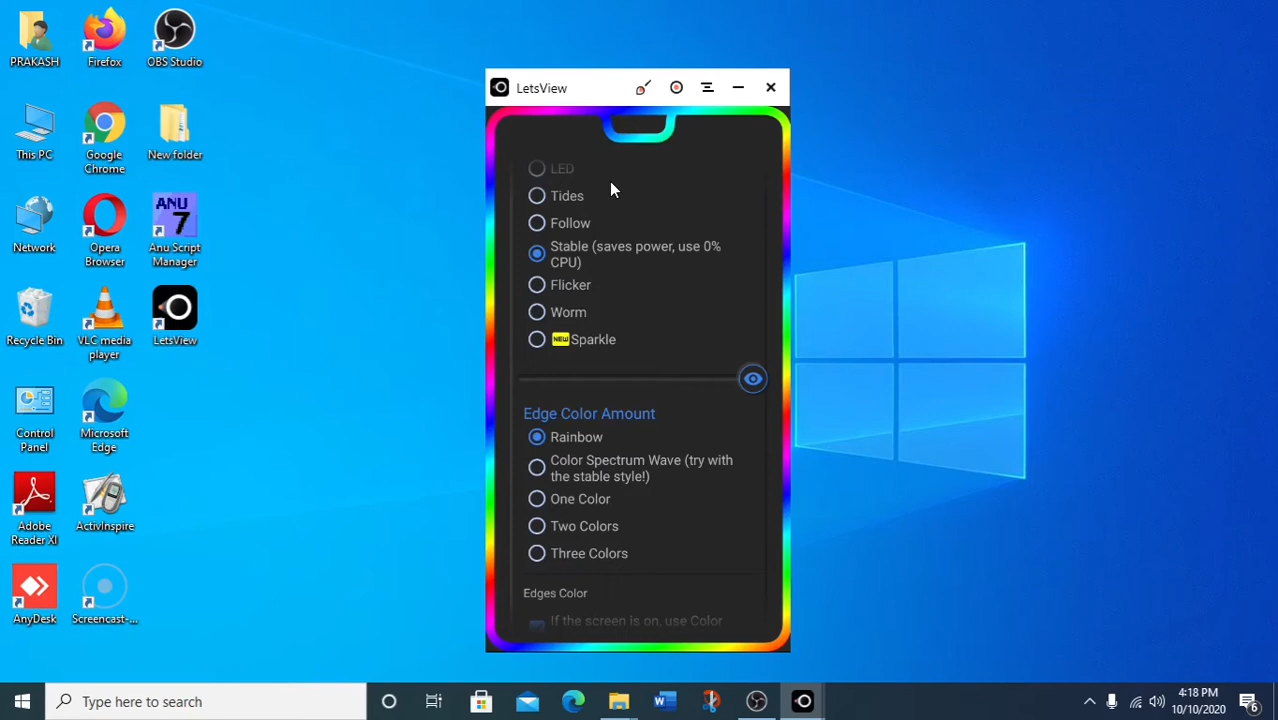 PRAKASH
Firefox
OBS Studio
This PC
Google
Chrome
New folder
Network
Opera
Browser
ANU
7
Anu Script
Manager
Recycle Bin
VLC media
player
LetsView
Control
Panel
Microsoft
Edge
Adobe
Reader XI
ActivInspire
AnyDesk
Screencast-...
LetsView
LED
Tides
Follow
Stable (saves power, use 0%
CPU)
Flicker
Worm
NEW Sparkle
Edge Color Amount
Rainbow
Color Spectrum Wave (try with
the stable style!)
One Color
Two Colors
Three Colors
Edges Color
If the screen is on, use Color
Type here to search
4:18 PM
10/10/2020
6